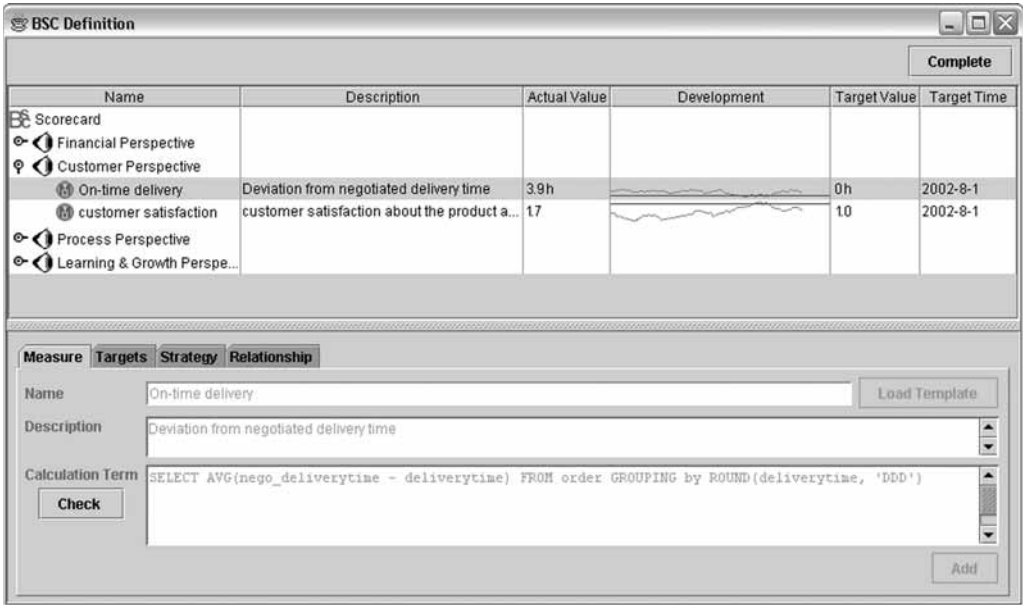 BSC Definition
Complete
Name Description Actual Value Development Target Value Target Time
BSC Scorecard
Financial Perspective
Customer Perspective
On-time delivery Deviation from negotiated delivery time 3.9 h 0 h 2002-8-1
customer satisfaction customer satisfaction about the product a... 1.7 1.0 2002-8-1
Process Perspective
Learning & Growth Perspe...
Measure Targets Strategy Relationship
Name On-time delivery Load Template
Description Deviation from negotiated delivery time
Calculation Term SELECT AVG(nego_deliverytime - deliverytime) FROM order GROUPING by ROUND(deliverytime, 'DDD')
Check
Add